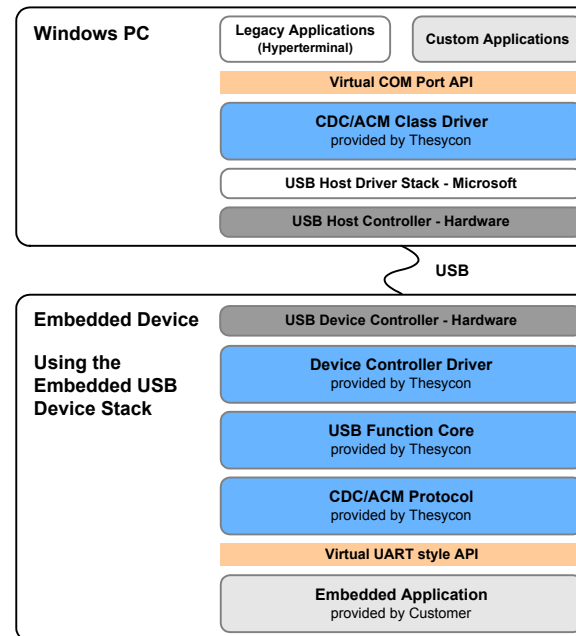 Windows PC
Legacy Applications
(Hyperterminal)
Custom Applications
Virtual COM Port API
CDC/ACM Class Driver
provided by Thesycon
USB Host Driver Stack - Microsoft
USB Host Controller - Hardware
USB
Embedded Device
Using the
Embedded USB
Device Stack
USB Device Controller - Hardware
Device Controller Driver
provided by Thesycon
USB Function Core
provided by Thesycon
CDC/ACM Protocol
provided by Thesycon
Virtual UART style API
Embedded Application
provided by Customer